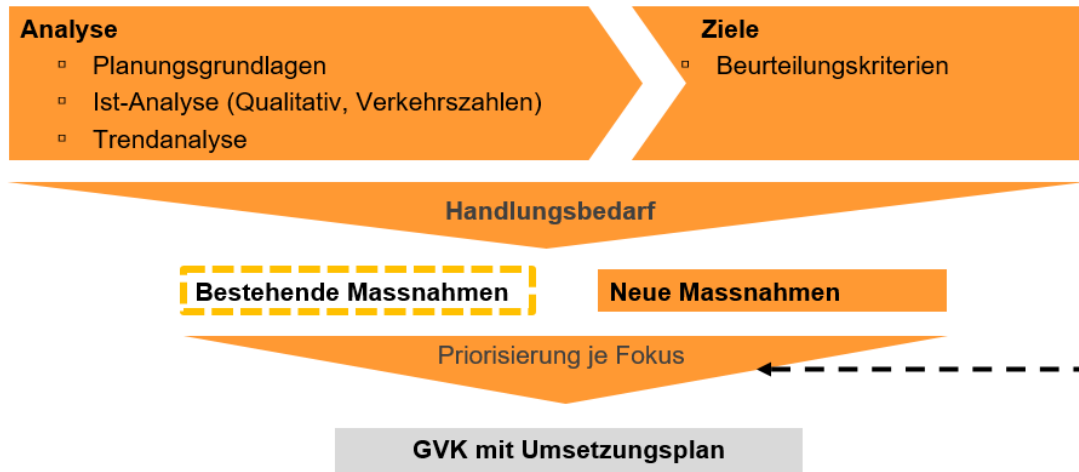 Analyse
Planungsgrundlagen
Ist-Analyse (Qualitativ, Verkehrszahlen)
Trendanalyse
Ziele
Beurteilungskriterien
Handlungsbedarf
Bestehende Massnahmen
Neue Massnahmen
Priorisierung je Fokus
GVK mit Umsetzungsplan